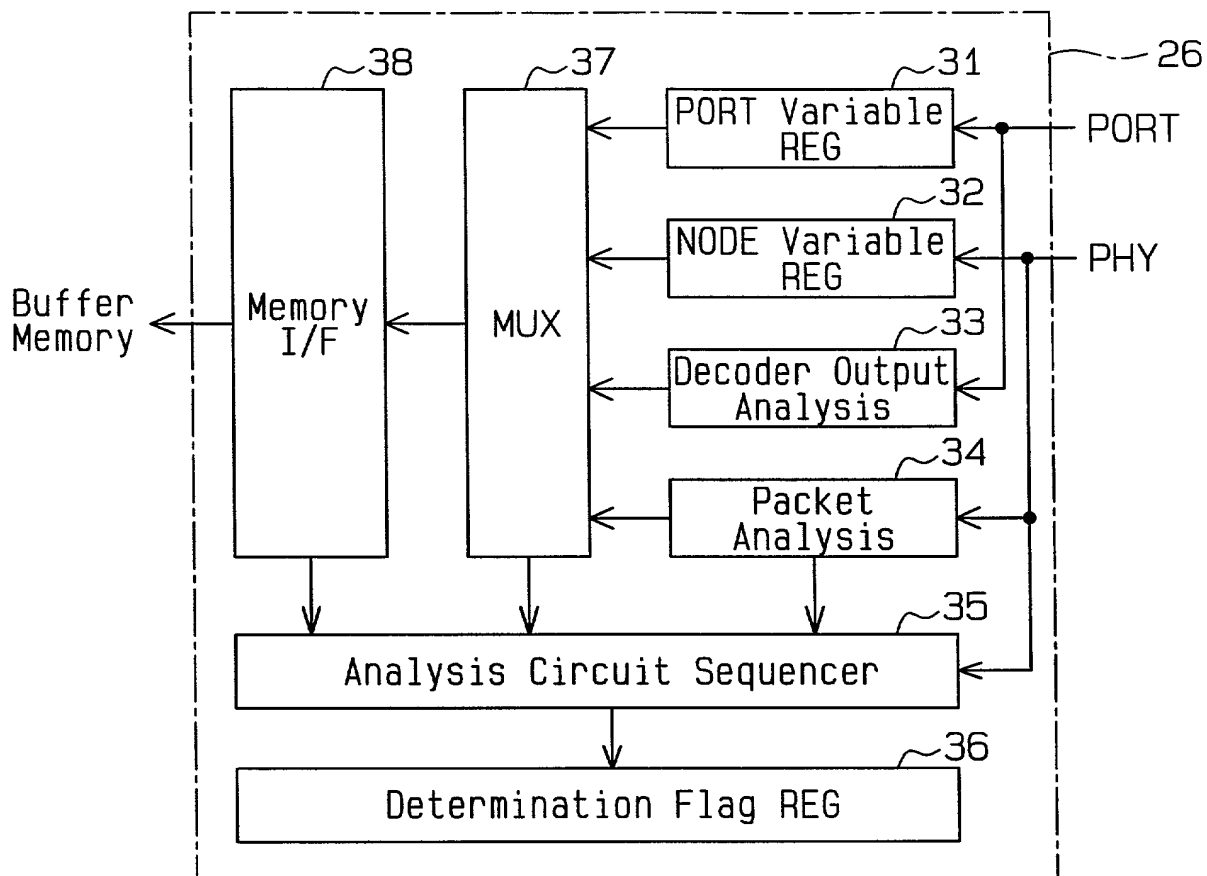 38
37
31
26
PORT Variable
REG
PORT
32
NODE Variable
REG
PHY
Buffer
Memory
Memory
I/F
MUX
33
Decoder Output
Analysis
34
Packet
Analysis
35
Analysis Circuit Sequencer
36
Determination Flag REG